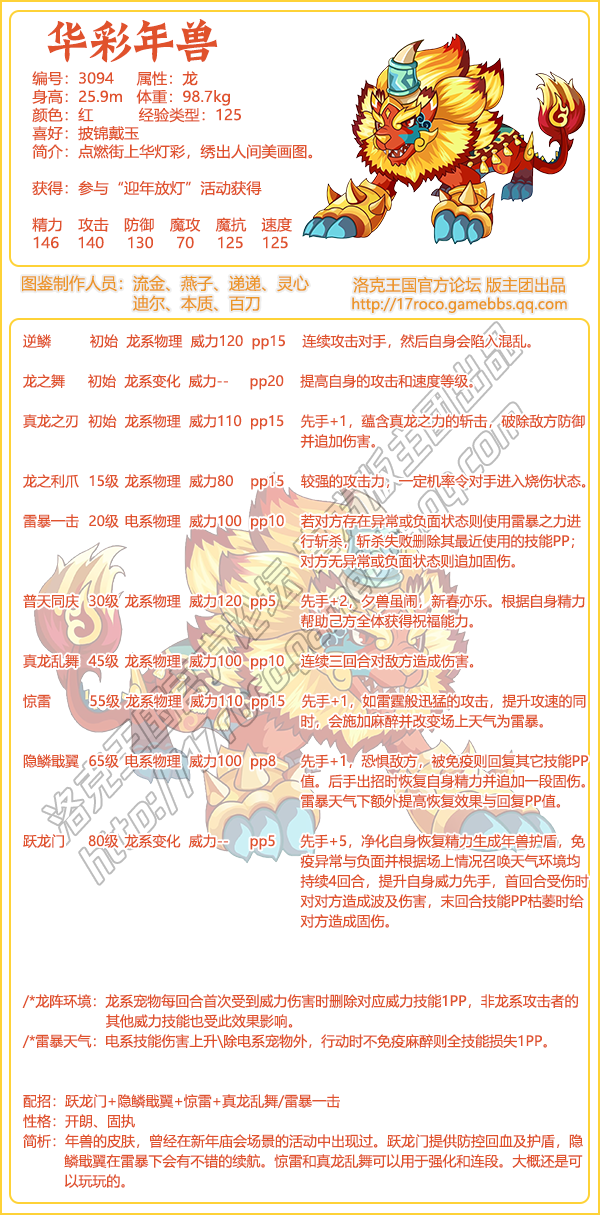 华彩年兽
编号：3094 属性：龙
身高：25.9m 体重：98.7kg
颜色：红 经验类型：125
喜好：披锦戴玉
简介：点燃街上华灯彩，绣出人间美画图。
获得：参与“迎年放灯”活动获得
精力 攻击 防御 魔攻 魔抗 速度
146 140 130 70 125 125
图鉴制作人员：流金、燕子、递递、灵心
迪尔、本质、百刀
洛克王国官方论坛 版主团出品
http://17roco.gamebbs.qq.com
逆鳞 初始 龙系物理 威力120 pp15 连续攻击对手，然后自身会陷入混乱。
龙之舞 初始 龙系变化 威力-- pp20 提高自身的攻击和速度等级。
真龙之刃 初始 龙系物理 威力110 pp15 先手+1，蕴含真龙之力的斩击，破除敌方防御
并追加伤害。
龙之利爪 15级 龙系物理 威力80 pp15 较强的攻击力，一定机率令对手进入烧伤状态。
雷暴一击 20级 电系物理 威力100 pp10 若对方存在异常或负面状态则使用雷暴之力进
行斩杀，斩杀失败删除其最近使用的技能PP；
对方无异常或负面状态则追加固伤。
普天同庆 30级 龙系物理 威力120 pp5 先手+2，夕兽虽闹，新春亦乐。根据自身精力
帮助己方全体获得祝福能力。
真龙乱舞 45级 龙系物理 威力100 pp10 连续三回合对敌方造成伤害。
惊雷 55级 龙系物理 威力110 pp15 先手+1，如雷霆般迅猛的攻击，提升攻速的同
时，会施加麻醉并改变场上天气为雷暴。
隐鳞戢翼 65级 电系物理 威力100 pp8 先手+1，恐惧敌方，被免疫则回复其它技能PP
值。后手出招时恢复自身精力并追加一段固伤。
雷暴天气下额外提高恢复效果与回复PP值。
跃龙门 80级 龙系变化 威力-- pp5 先手+5，净化自身恢复精力生成年兽护盾，免
疫异常与负面并根据场上情况召唤天气环境均
持续4回合，提升自身威力先手，首回合受伤时
对对方造成波及伤害，末回合技能PP枯萎时给
对方造成固伤。
/*龙阵环境：龙系宠物每回合首次受到威力伤害时删除对应威力技能1PP，非龙系攻击者的
其他威力技能也受此效果影响。
/*雷暴天气：电系技能伤害上升\除电系宠物外，行动时不免疫麻醉则全技能损失1PP。
配招：跃龙门+隐鳞戢翼+惊雷+真龙乱舞/雷暴一击
性格：开朗、固执
简析：年兽的皮肤，曾经在新年庙会场景的活动中出现过。跃龙门提供防控回血及护盾，隐
鳞戢翼在雷暴下会有不错的续航。惊雷和真龙乱舞可以用于强化和连段。大概还是可
以玩玩的。
洛克王国官方论坛 版主团出品
http://17roco.gamebbs.qq.com